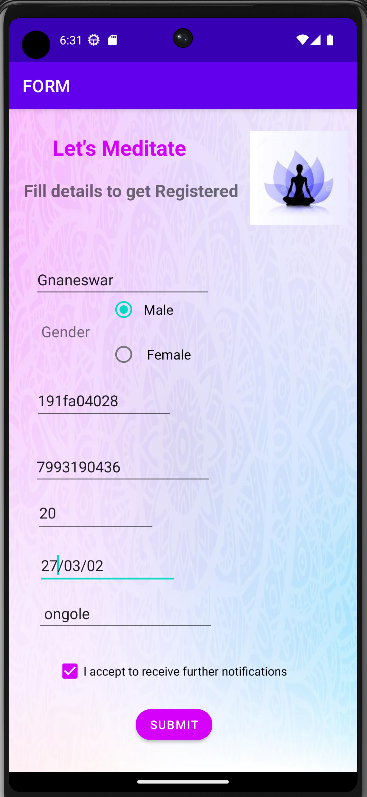 6:31
FORM
Let's Meditate
Fill details to get Registered
Gnaneswar
Male
Gender
Female
191fa04028
7993190436
20
27/03/02
ongole
I accept to receive further notifications
SUBMIT